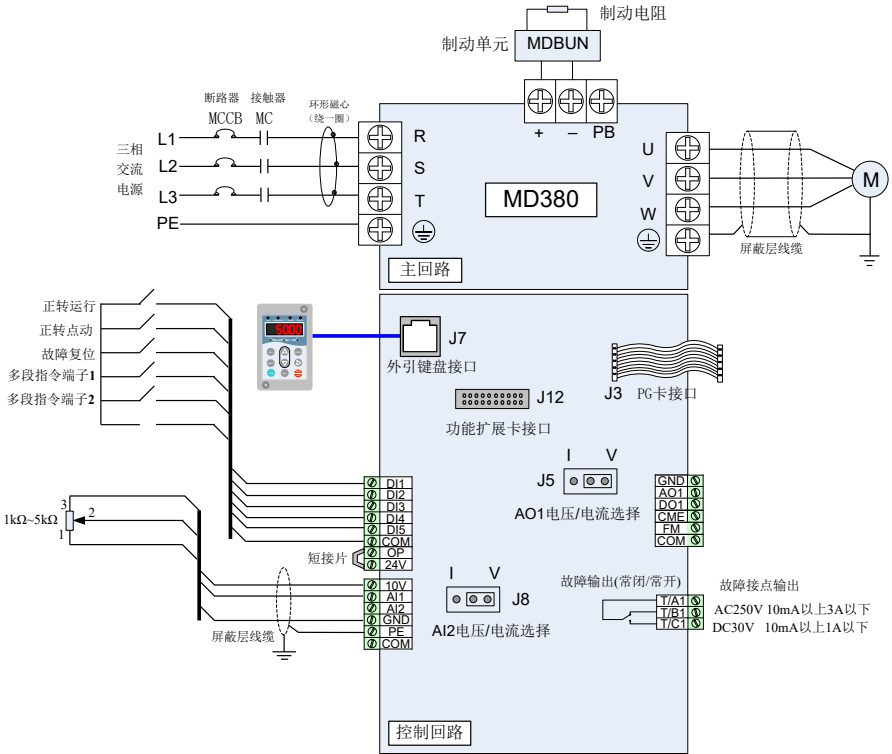 制动电阻
制动单元 MDBUN
断路器 接触器 环形磁心
MCCB MC (绕一圈)
+ – PB
三相
交流
电源
L1
L2
L3
PE
R
S
T
MD380
U
V
W
M
屏蔽层线缆
主回路
正转运行
正转点动
故障复位
多段指令端子1
多段指令端子2
50.00
J7
外引键盘接口
J12
功能扩展卡接口
J3 PG卡接口
I V
J5
AO1电压/电流选择
DI1
DI2
DI3
DI4
DI5
COM
OP
24V
短接片
GND
AO1
DO1
CME
FM
COM
1kΩ~5kΩ
3
2
1
10V
AI1
AI2
GND
PE
COM
屏蔽层线缆
I V
J8
AI2电压/电流选择
故障输出(常闭/常开)
故障接点输出
T/A1
T/B1
T/C1
AC250V 10mA以上3A以下
DC30V 10mA以上1A以下
控制回路